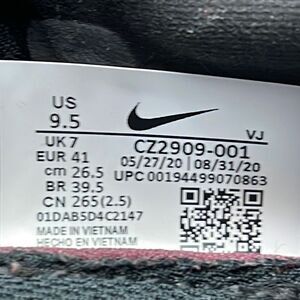 US
9.5
VJ
UK 7
EUR 41
cm 26.5
BR 39.5
CN 265(2.5)
CZ2909-001
05/27/20 | 08/31/20
UPC 00194499070863
01DAB5D4C2147
MADE IN VIETNAM
HECHO EN VIETNAM